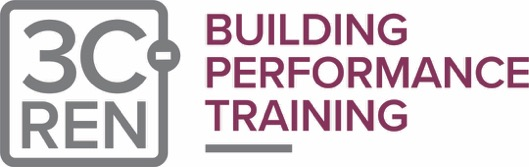 3C-
REN
BUILDING
PERFORMANCE
TRAINING